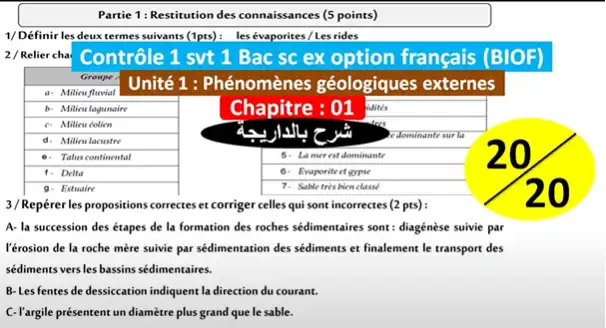 Partie 1 : Restitution des connaissances (5 points)
1/ Définir les deux termes suivants (1pts) : les évaporites / Les rides
2 / Relier
Contrôle 1 svt 1 Bac sc ex option français (BIOF)
Groupe
Unité 1 : Phénomènes géologiques externes
a- Milieu fluvial
Chapitre : 01
b- Milieu lagunaire
c- Milieu éolien
شرح بالداريجة
d. Milieu lacustre
e dominante sur la
e- Talus continental
5 - La mer est dominante
f - Delta
6- Evaporite et gypse
g- Estuaire
7- Sable très bien classé
20/20
3 / Repérer les propositions correctes et corriger celles qui sont incorrectes (2 pts) :
A- la succession des étapes de la formation des roches sédimentaires sont : diagénèse suivie par
l'érosion de la roche mère suivie par sédimentation des sédiments et finalement le transport des
sédiments vers les bassins sédimentaires.
B- Les fentes de dessiccation indiquent la direction du courant.
C- l'argile présentent un diamètre plus grand que le sable.